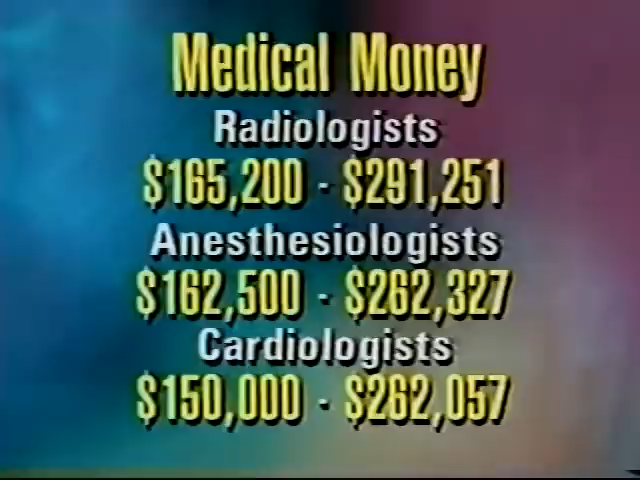 Medical Money
Radiologists
$165,200 - $291,251
Anesthesiologists
$162,500 - $262,327
Cardiologists
$150,000 - $262,057